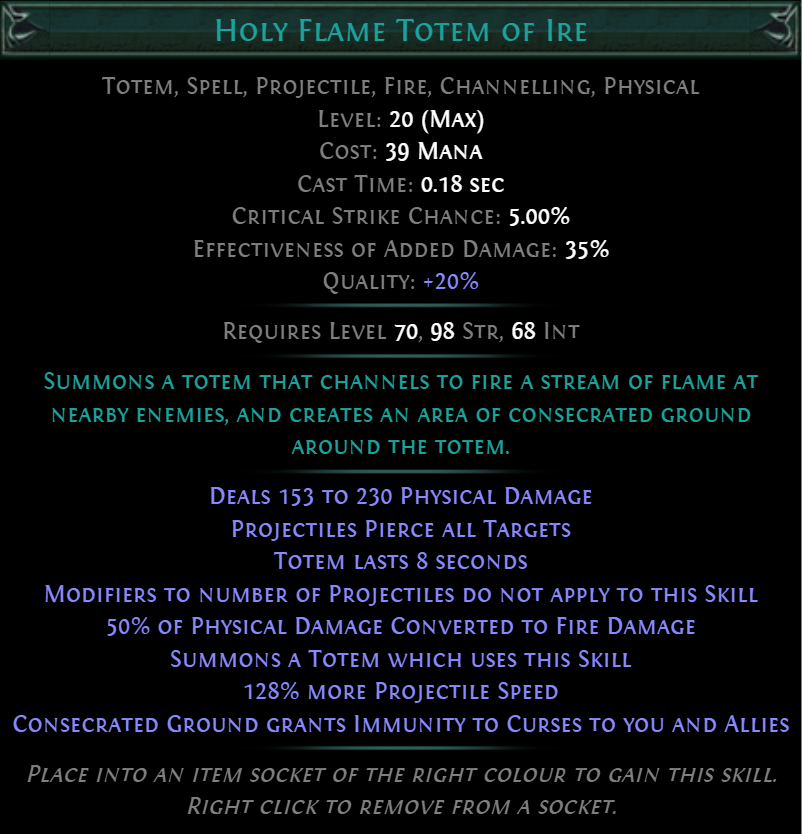 Holy Flame Totem of Ire
Totem, Spell, Projectile, Fire, Channelling, Physical
Level: 20 (Max)
Cost: 39 Mana
Cast Time: 0.18 sec
Critical Strike Chance: 5.00%
Effectiveness of Added Damage: 35%
Quality: +20%
Requires Level 70, 98 Str, 68 Int
Summons a totem that channels to fire a stream of flame at
nearby enemies, and creates an area of consecrated ground
around the totem.
Deals 153 to 230 Physical Damage
Projectiles Pierce all Targets
Totem lasts 8 seconds
Modifiers to number of Projectiles do not apply to this Skill
50% of Physical Damage Converted to Fire Damage
Summons a Totem which uses this Skill
128% more Projectile Speed
Consecrated Ground grants Immunity to Curses to you and Allies
Place into an item socket of the right colour to gain this skill.
Right click to remove from a socket.